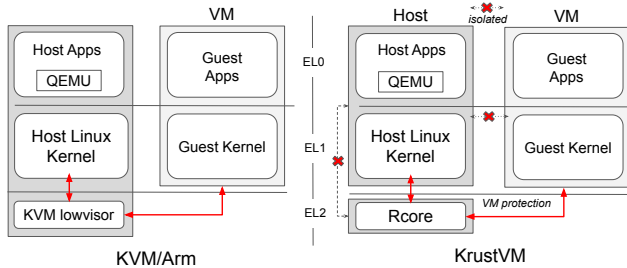 VM
Host Apps
QEMU
Guest
Apps
Host Linux
Kernel
Guest Kernel
KVM lowvisor
KVM/Arm
EL0
EL1
EL2
Host
isolated
VM
Host Apps
QEMU
Guest
Apps
Host Linux
Kernel
Guest Kernel
Rcore
VM protection
KrustVM